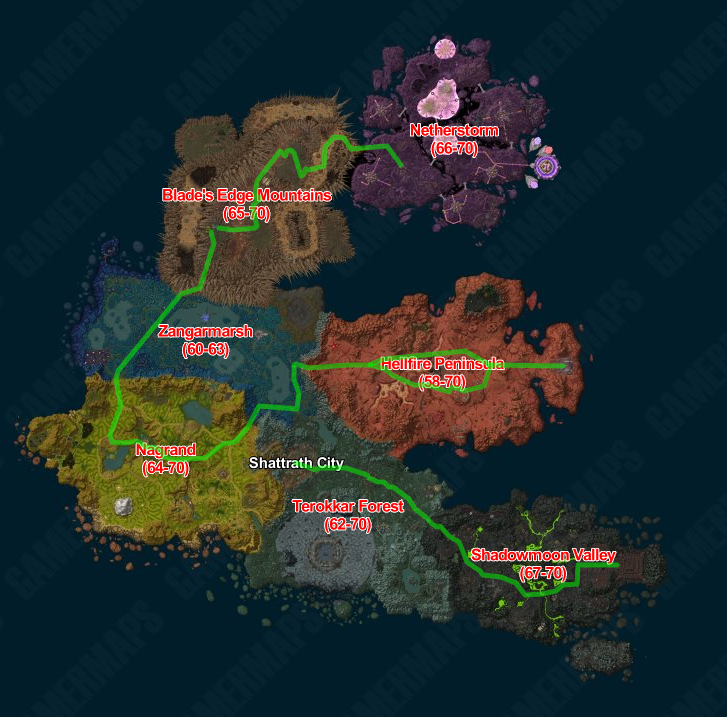 GAMERMAPS
Netherstorm
(66-70)
Blade's Edge Mountains
(65-70)
Zangarmarsh
(60-63)
Hellfire Peninsula
(58-70)
Nagrand
(64-70)
Shattrath City
Terokkar Forest
(62-70)
Shadowmoon Valley
(67-70)